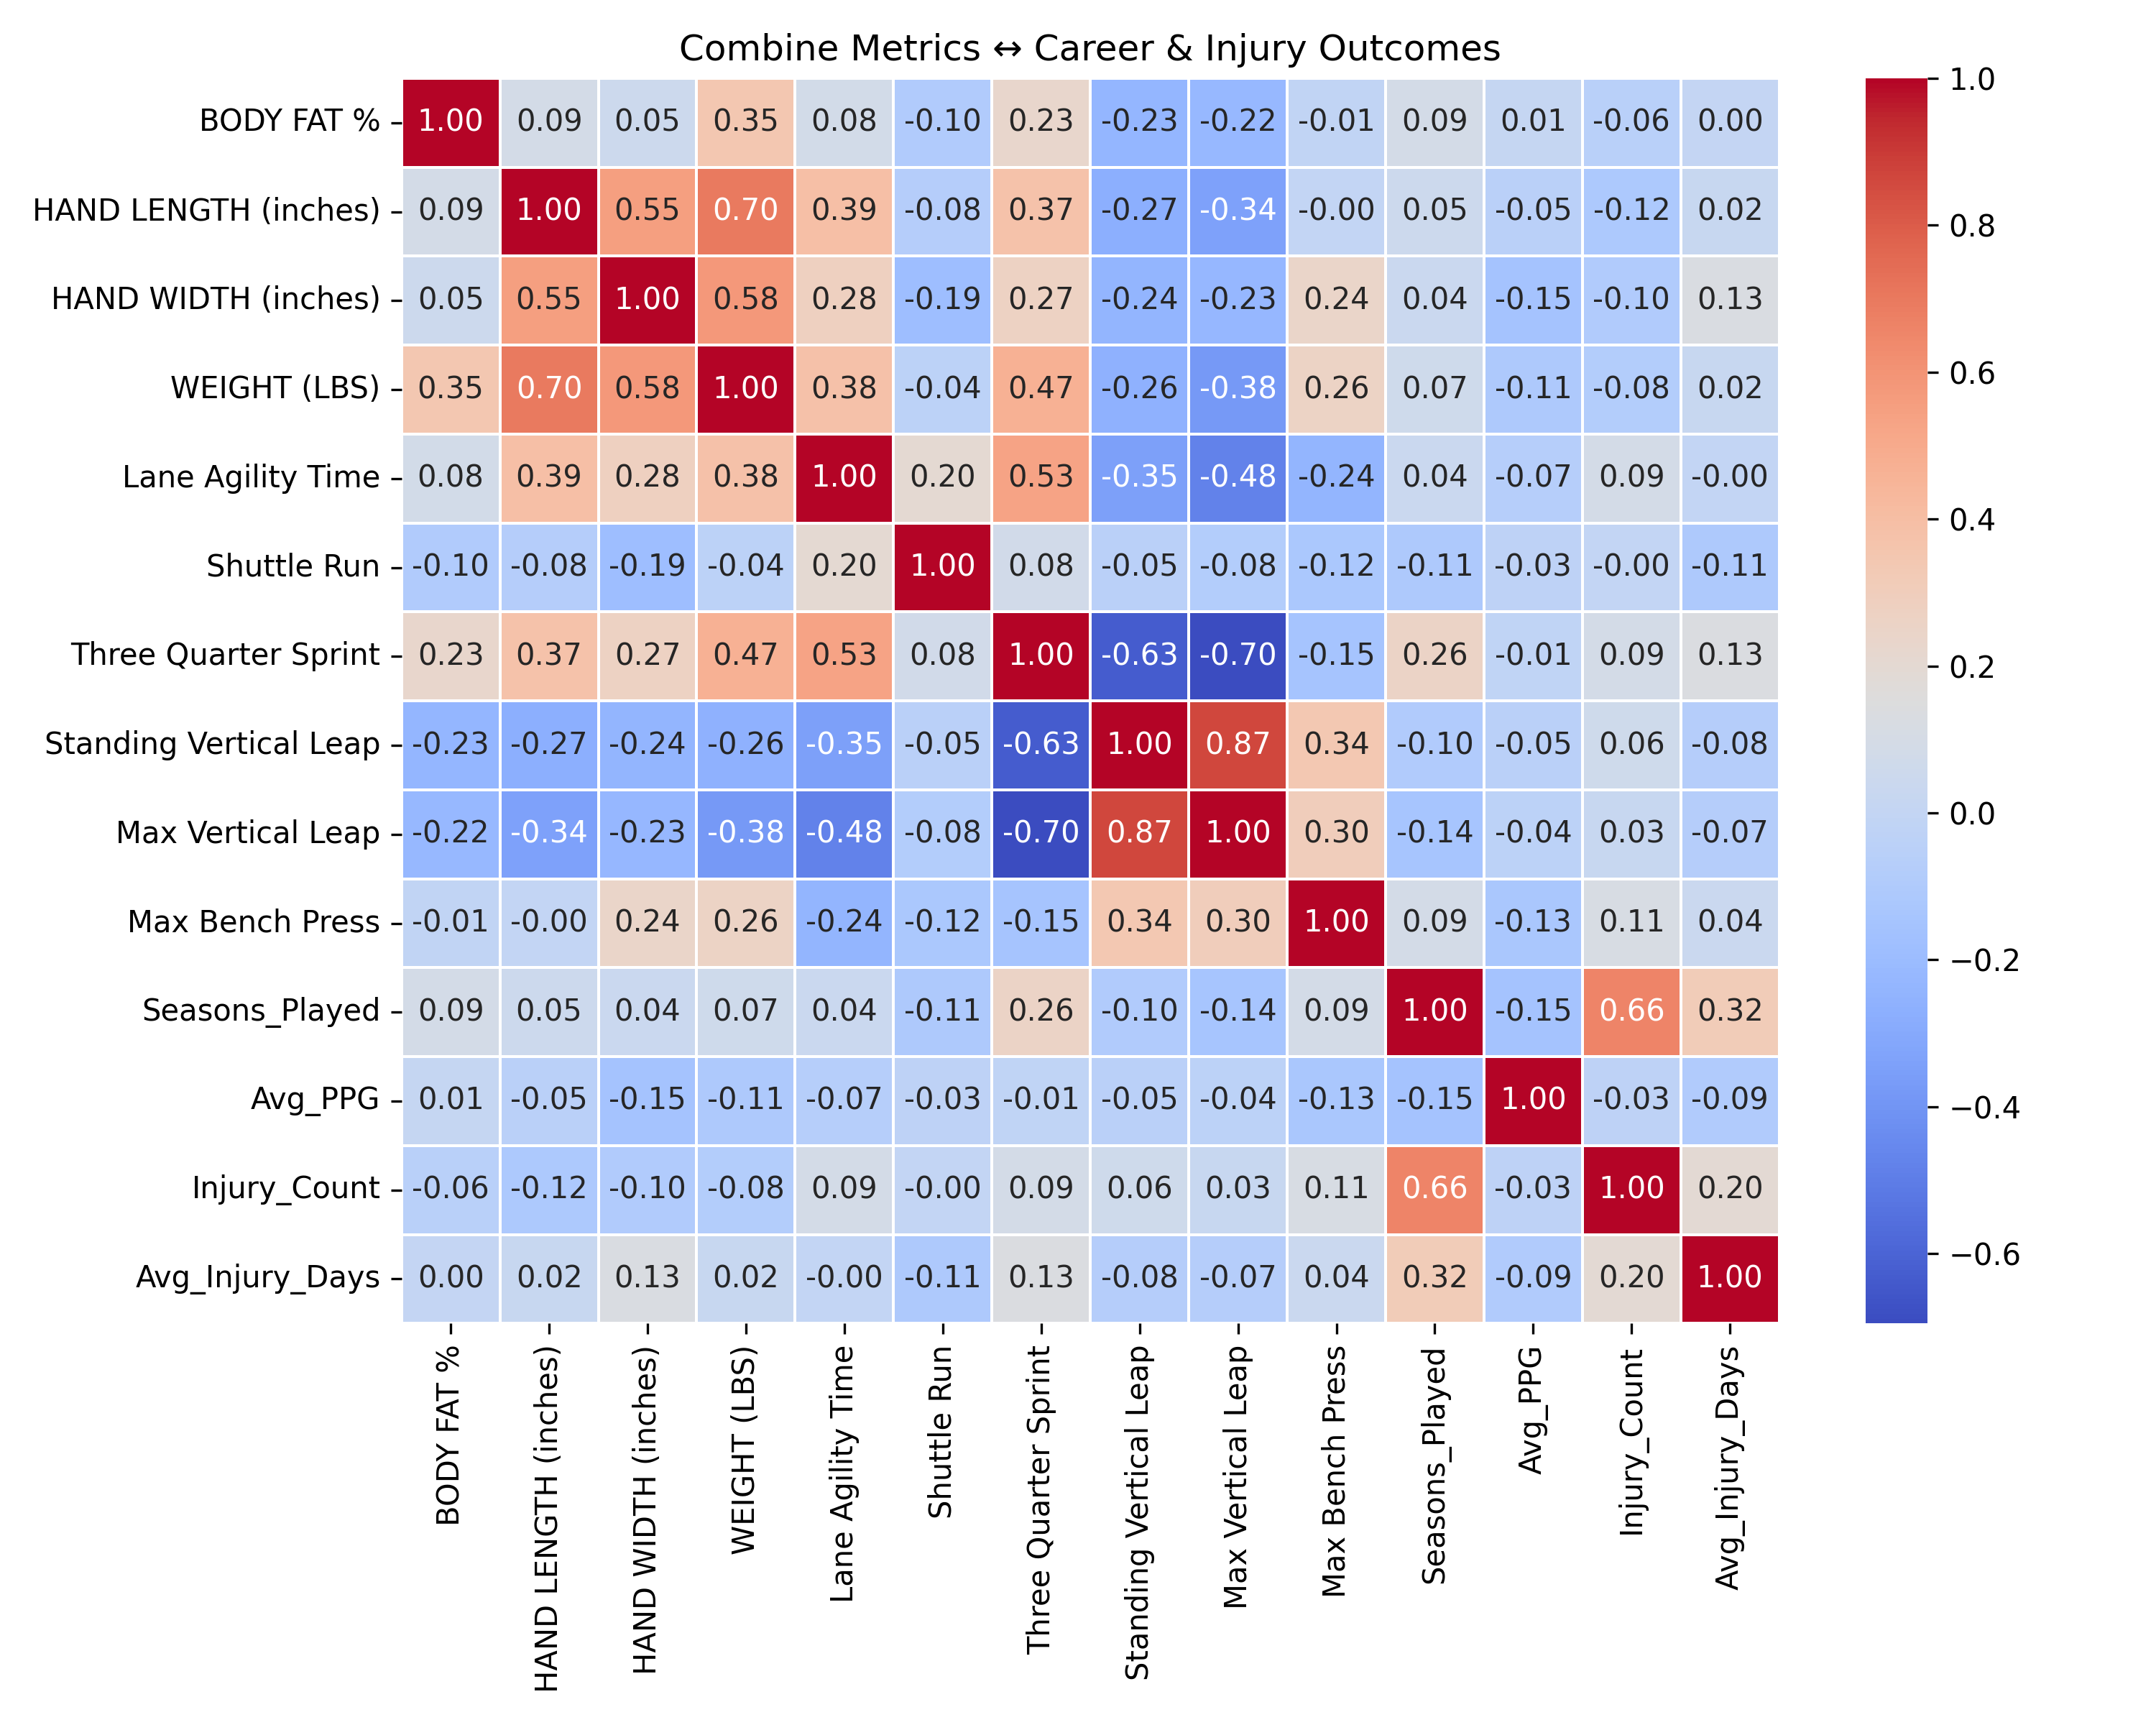 Combine Metrics ↔ Career & Injury Outcomes
BODY FAT % 1.00 0.09 0.05 0.35 0.08 -0.10 0.23 -0.23 -0.22 -0.01 0.09 0.01 -0.06 0.00
HAND LENGTH (inches) 0.09 1.00 0.55 0.70 0.39 -0.08 0.37 -0.27 -0.34 -0.00 0.05 -0.05 -0.12 0.02
HAND WIDTH (inches) 0.05 0.55 1.00 0.58 0.28 -0.19 0.27 -0.24 -0.23 0.24 0.04 -0.15 -0.10 0.13
WEIGHT (LBS) 0.35 0.70 0.58 1.00 0.38 -0.04 0.47 -0.26 -0.38 0.26 0.07 -0.11 -0.08 0.02
Lane Agility Time 0.08 0.39 0.28 0.38 1.00 0.20 0.53 -0.35 -0.48 -0.24 0.04 -0.07 0.09 -0.00
Shuttle Run -0.10 -0.08 -0.19 -0.04 0.20 1.00 0.08 -0.05 -0.08 -0.12 -0.11 -0.03 -0.00 -0.11
Three Quarter Sprint 0.23 0.37 0.27 0.47 0.53 0.08 1.00 -0.63 -0.70 -0.15 0.26 -0.01 0.09 0.13
Standing Vertical Leap -0.23 -0.27 -0.24 -0.26 -0.35 -0.05 -0.63 1.00 0.87 0.34 -0.10 -0.05 0.06 -0.08
Max Vertical Leap -0.22 -0.34 -0.23 -0.38 -0.48 -0.08 -0.70 0.87 1.00 0.30 -0.14 -0.04 0.03 -0.07
Max Bench Press -0.01 -0.00 0.24 0.26 -0.24 -0.12 -0.15 0.34 0.30 1.00 0.09 -0.13 0.11 0.04
Seasons_Played 0.09 0.05 0.04 0.07 0.04 -0.11 0.26 -0.10 -0.14 0.09 1.00 -0.15 0.66 0.32
Avg_PPG 0.01 -0.05 -0.15 -0.11 -0.07 -0.03 -0.01 -0.05 -0.04 -0.13 -0.15 1.00 -0.03 -0.09
Injury_Count -0.06 -0.12 -0.10 -0.08 0.09 -0.00 0.09 0.06 0.03 0.11 0.66 -0.03 1.00 0.20
Avg_Injury_Days 0.00 0.02 0.13 0.02 -0.00 -0.11 0.13 -0.08 -0.07 0.04 0.32 -0.09 0.20 1.00
BODY FAT %
HAND LENGTH (inches)
HAND WIDTH (inches)
WEIGHT (LBS)
Lane Agility Time
Shuttle Run
Three Quarter Sprint
Standing Vertical Leap
Max Vertical Leap
Max Bench Press
Seasons_Played
Avg_PPG
Injury_Count
Avg_Injury_Days
1.0
0.8
0.6
0.4
0.2
0.0
−0.2
−0.4
−0.6